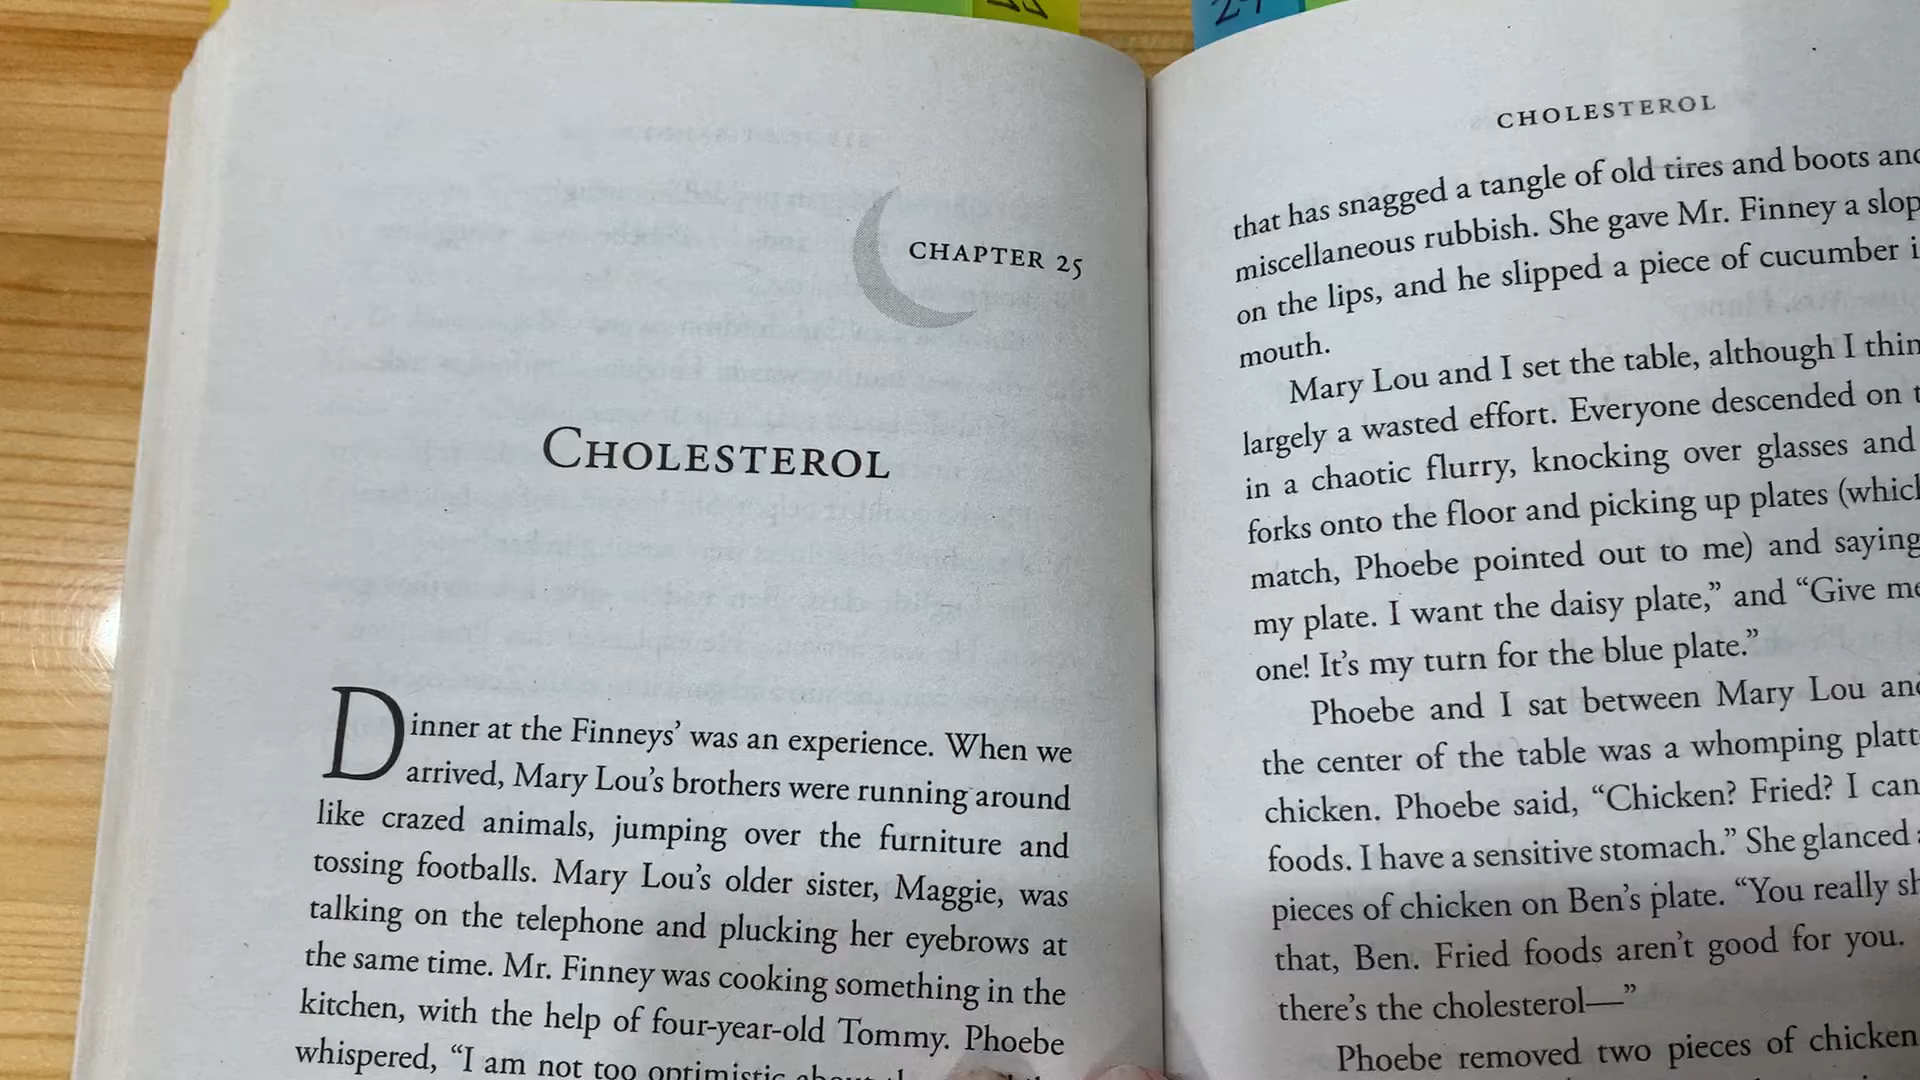 CHAPTER 25
CHOLESTEROL
Dinner at the Finneys’ was an experience. When we
arrived, Mary Lou’s brothers were running around
like crazed animals, jumping over the furniture and
tossing footballs. Mary Lou’s older sister, Maggie, was
talking on the telephone and plucking her eyebrows at
the same time. Mr. Finney was cooking something in the
kitchen, with the help of four-year-old Tommy. Phoebe
whispered, “I am not too optimistic about
CHOLESTEROL
that has snagged a tangle of old tires and boots and
miscellaneous rubbish. She gave Mr. Finney a
on the lips, and he slipped a piece of cucumber
mouth.
Mary Lou and I set the table, although I
largely a wasted effort. Everyone descended on
in a chaotic flurry, knocking over glasses and
forks onto the floor and picking up plates
match, Phoebe pointed out to me) and saying
my plate. I want the daisy plate,” and “Give
one! It’s my turn for the blue plate.”
Phoebe and I sat between Mary Lou and
the center of the table was a whomping
chicken. Phoebe said, “Chicken? Fried? I
foods. I have a sensitive stomach.” She glanced
pieces of chicken on Ben’s plate. “You really
that, Ben. Fried foods aren’t good for you.
there’s the cholesterol—”
Phoebe removed two pieces of chicken